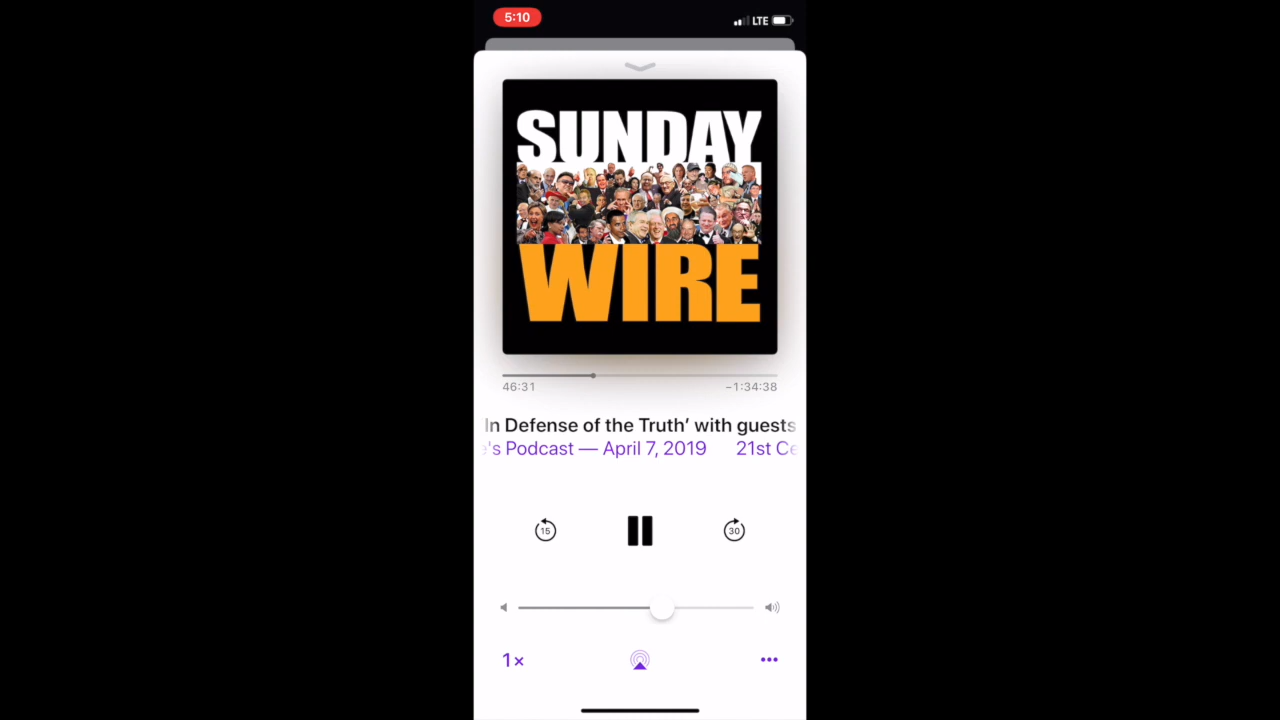 5:10
LTE
SUNDAY
WIRE
46:31
−1:34:38
In Defense of the Truth’ with guests
e's Podcast — April 7, 2019 21st Ce
15
30
1×